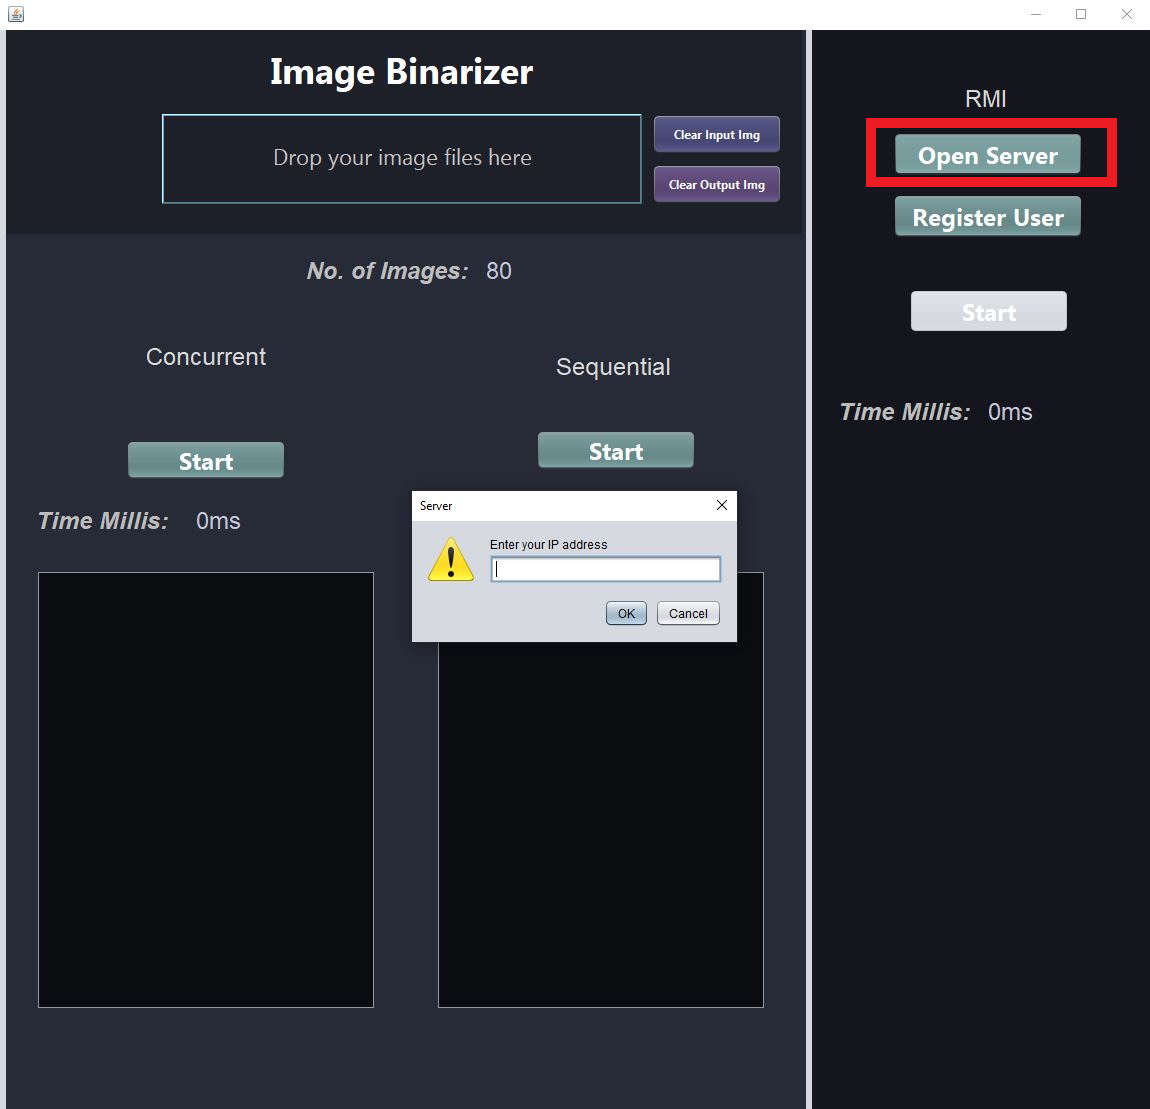 Image Binarizer
Drop your image files here
Clear Input Img
Clear Output Img
No. of Images: 80
Concurrent
Start
Time Millis: 0ms
Sequential
Start
Server
Enter your IP address
OK Cancel
RMI
Open Server
Register User
Start
Time Millis: 0ms